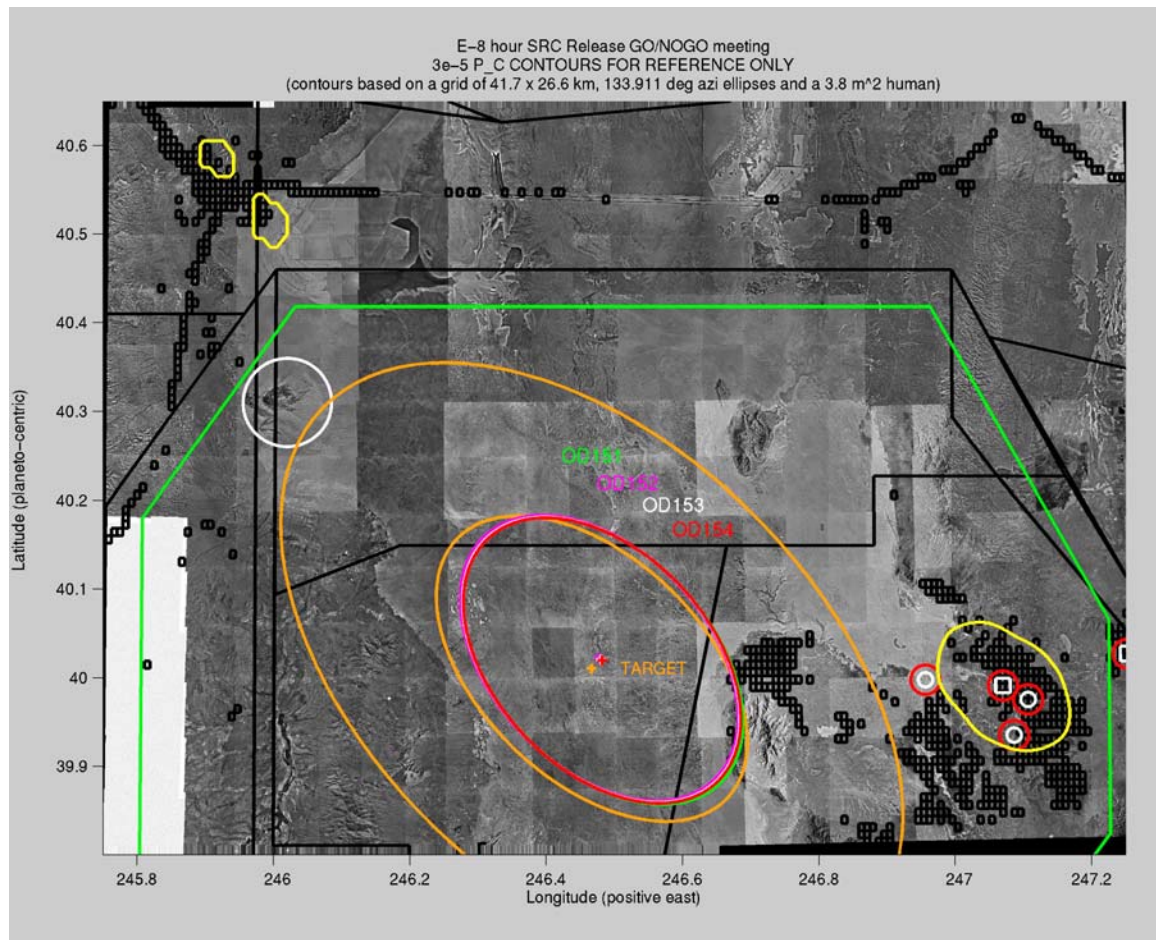 E-8 hour SRC Release GO/NOGO meeting
3e-5 P_C CONTOURS FOR REFERENCE ONLY
(contours based on a grid of 41.7 x 26.6 km, 133.911 deg azi ellipses and a 3.8 m^2 human)
40.6
40.5
40.4
40.3
40.2
40.1
40
39.9
Latitude (planeto-centric)
OD151
OD152
OD153
OD154
TARGET
245.8
246
246.2
246.4
246.6
246.8
247
247.2
Longitude (positive east)